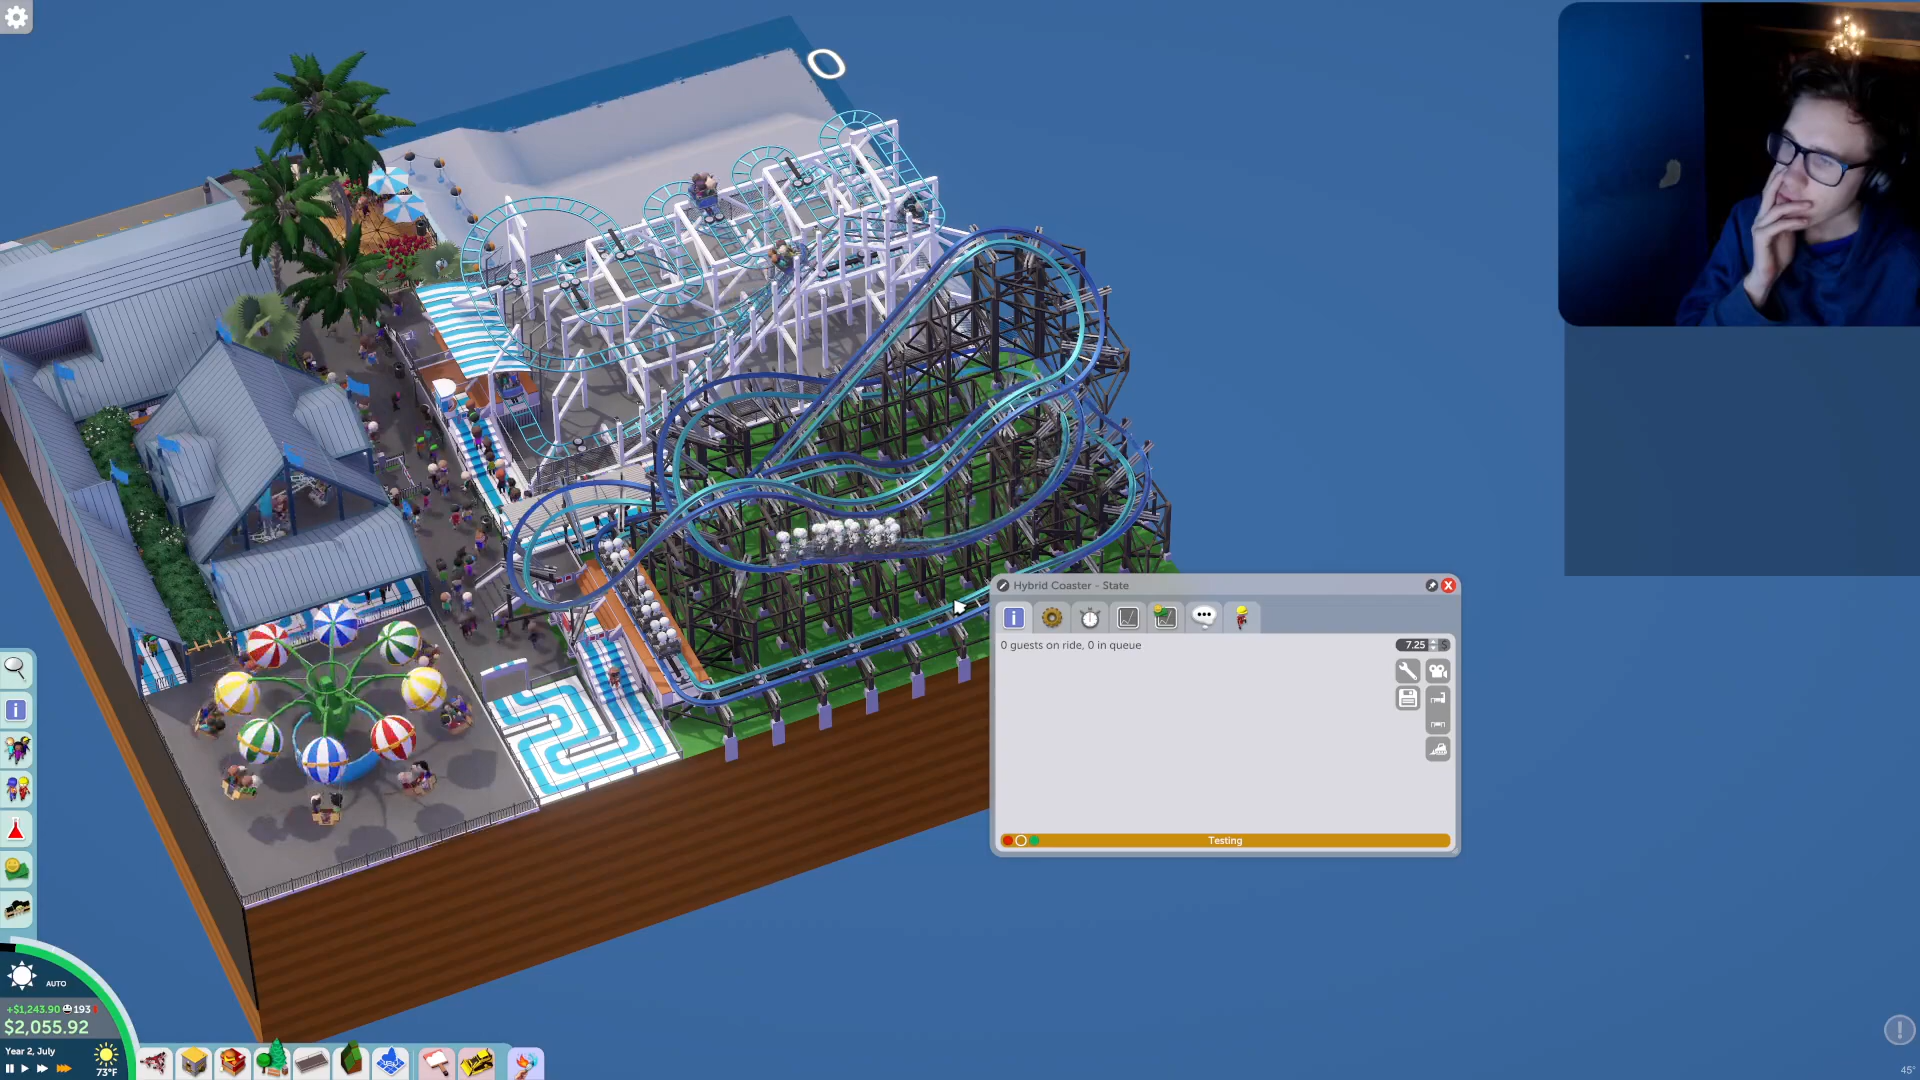 Hybrid Coaster - State
0 guests on ride, 0 in queue
7.25
Testing
AUTO
+$1,243.90 193
$2,055.92
Year 2, July
73°F
45°